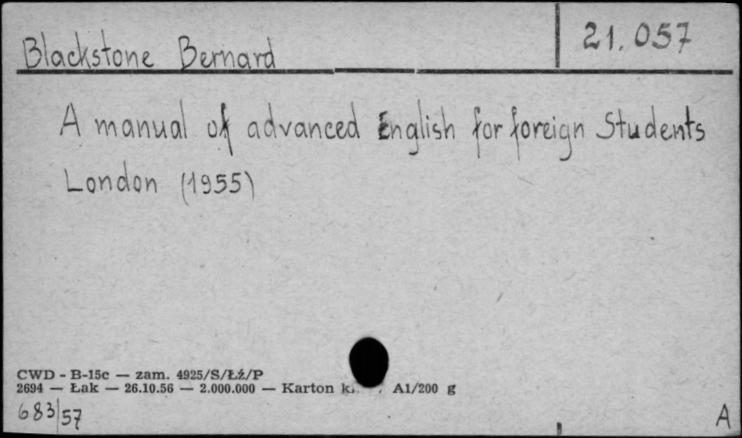 Blackstone Bernard
21.057
A manual of advanced English for foreign Students
London (1955)
CWD - B-15c — zam. 4925/S/Łź/P
2694 — Łak — 26.10.56 — 2.000.000 — Karton A1/200 g
683/57
A